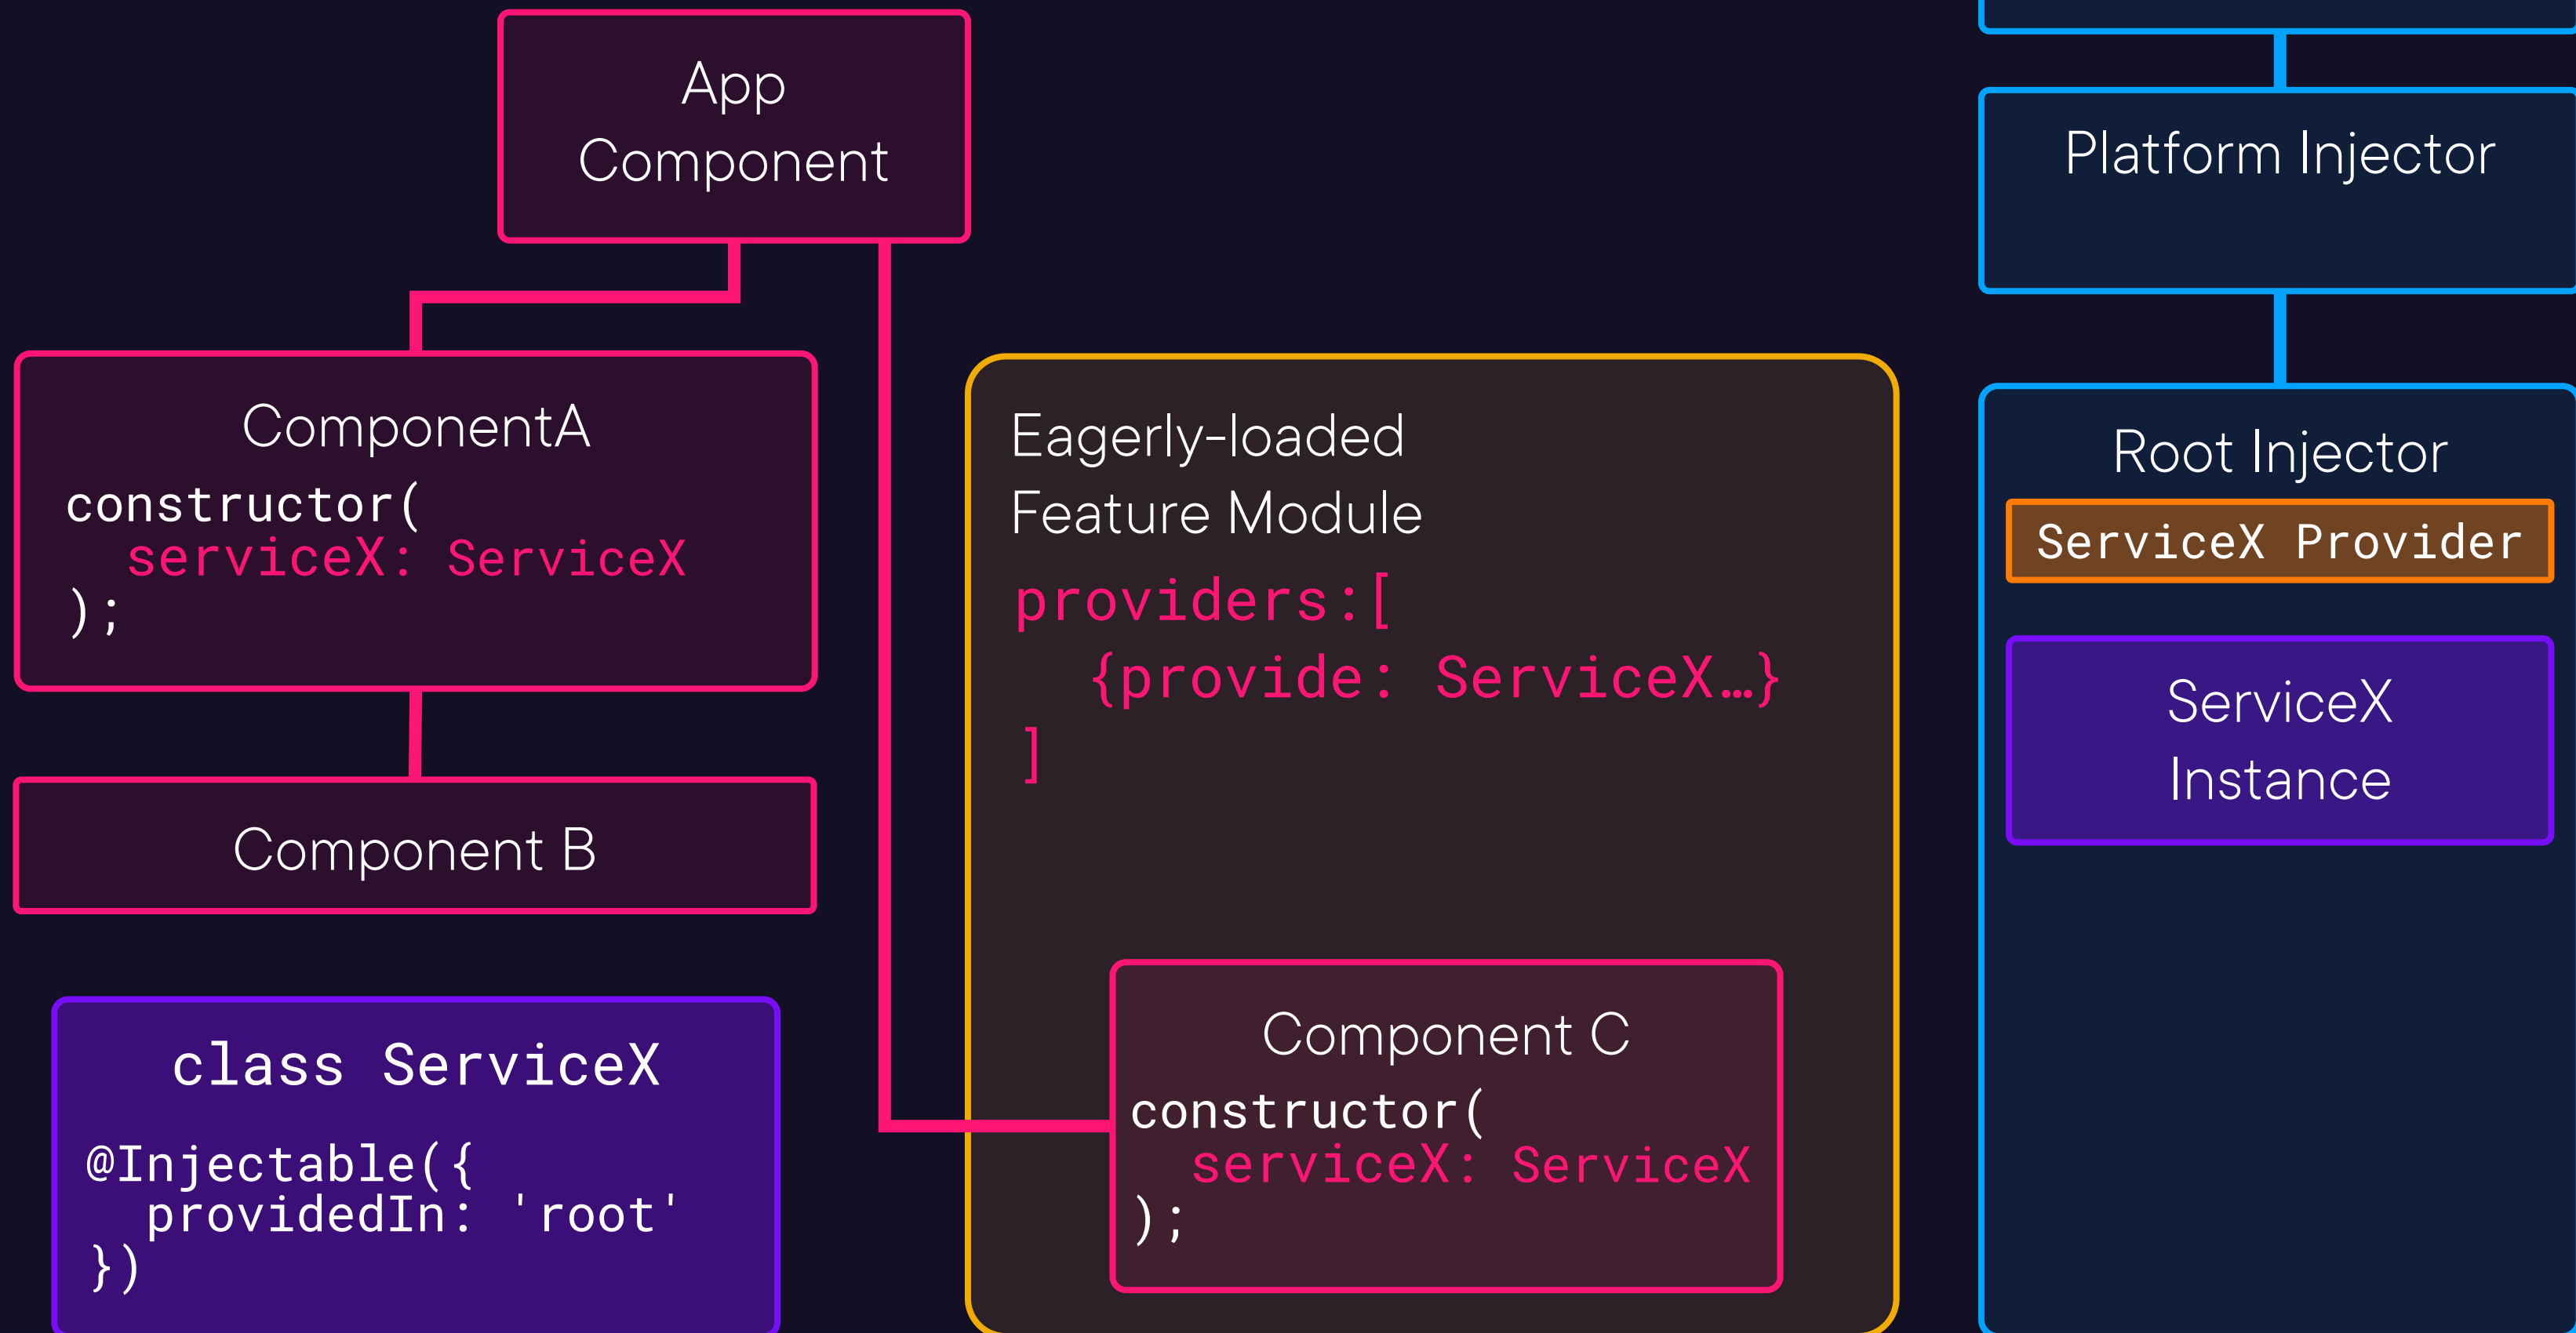 App
Component
ComponentA
constructor(
serviceX: ServiceX
);
Component B
class ServiceX
@Injectable({
providedIn: 'root'
})
Eagerly-loaded
Feature Module
providers:[
{provide: ServiceX…}
]
Component C
constructor(
serviceX: ServiceX
);
Platform Injector
Root Injector
ServiceX Provider
ServiceX
Instance